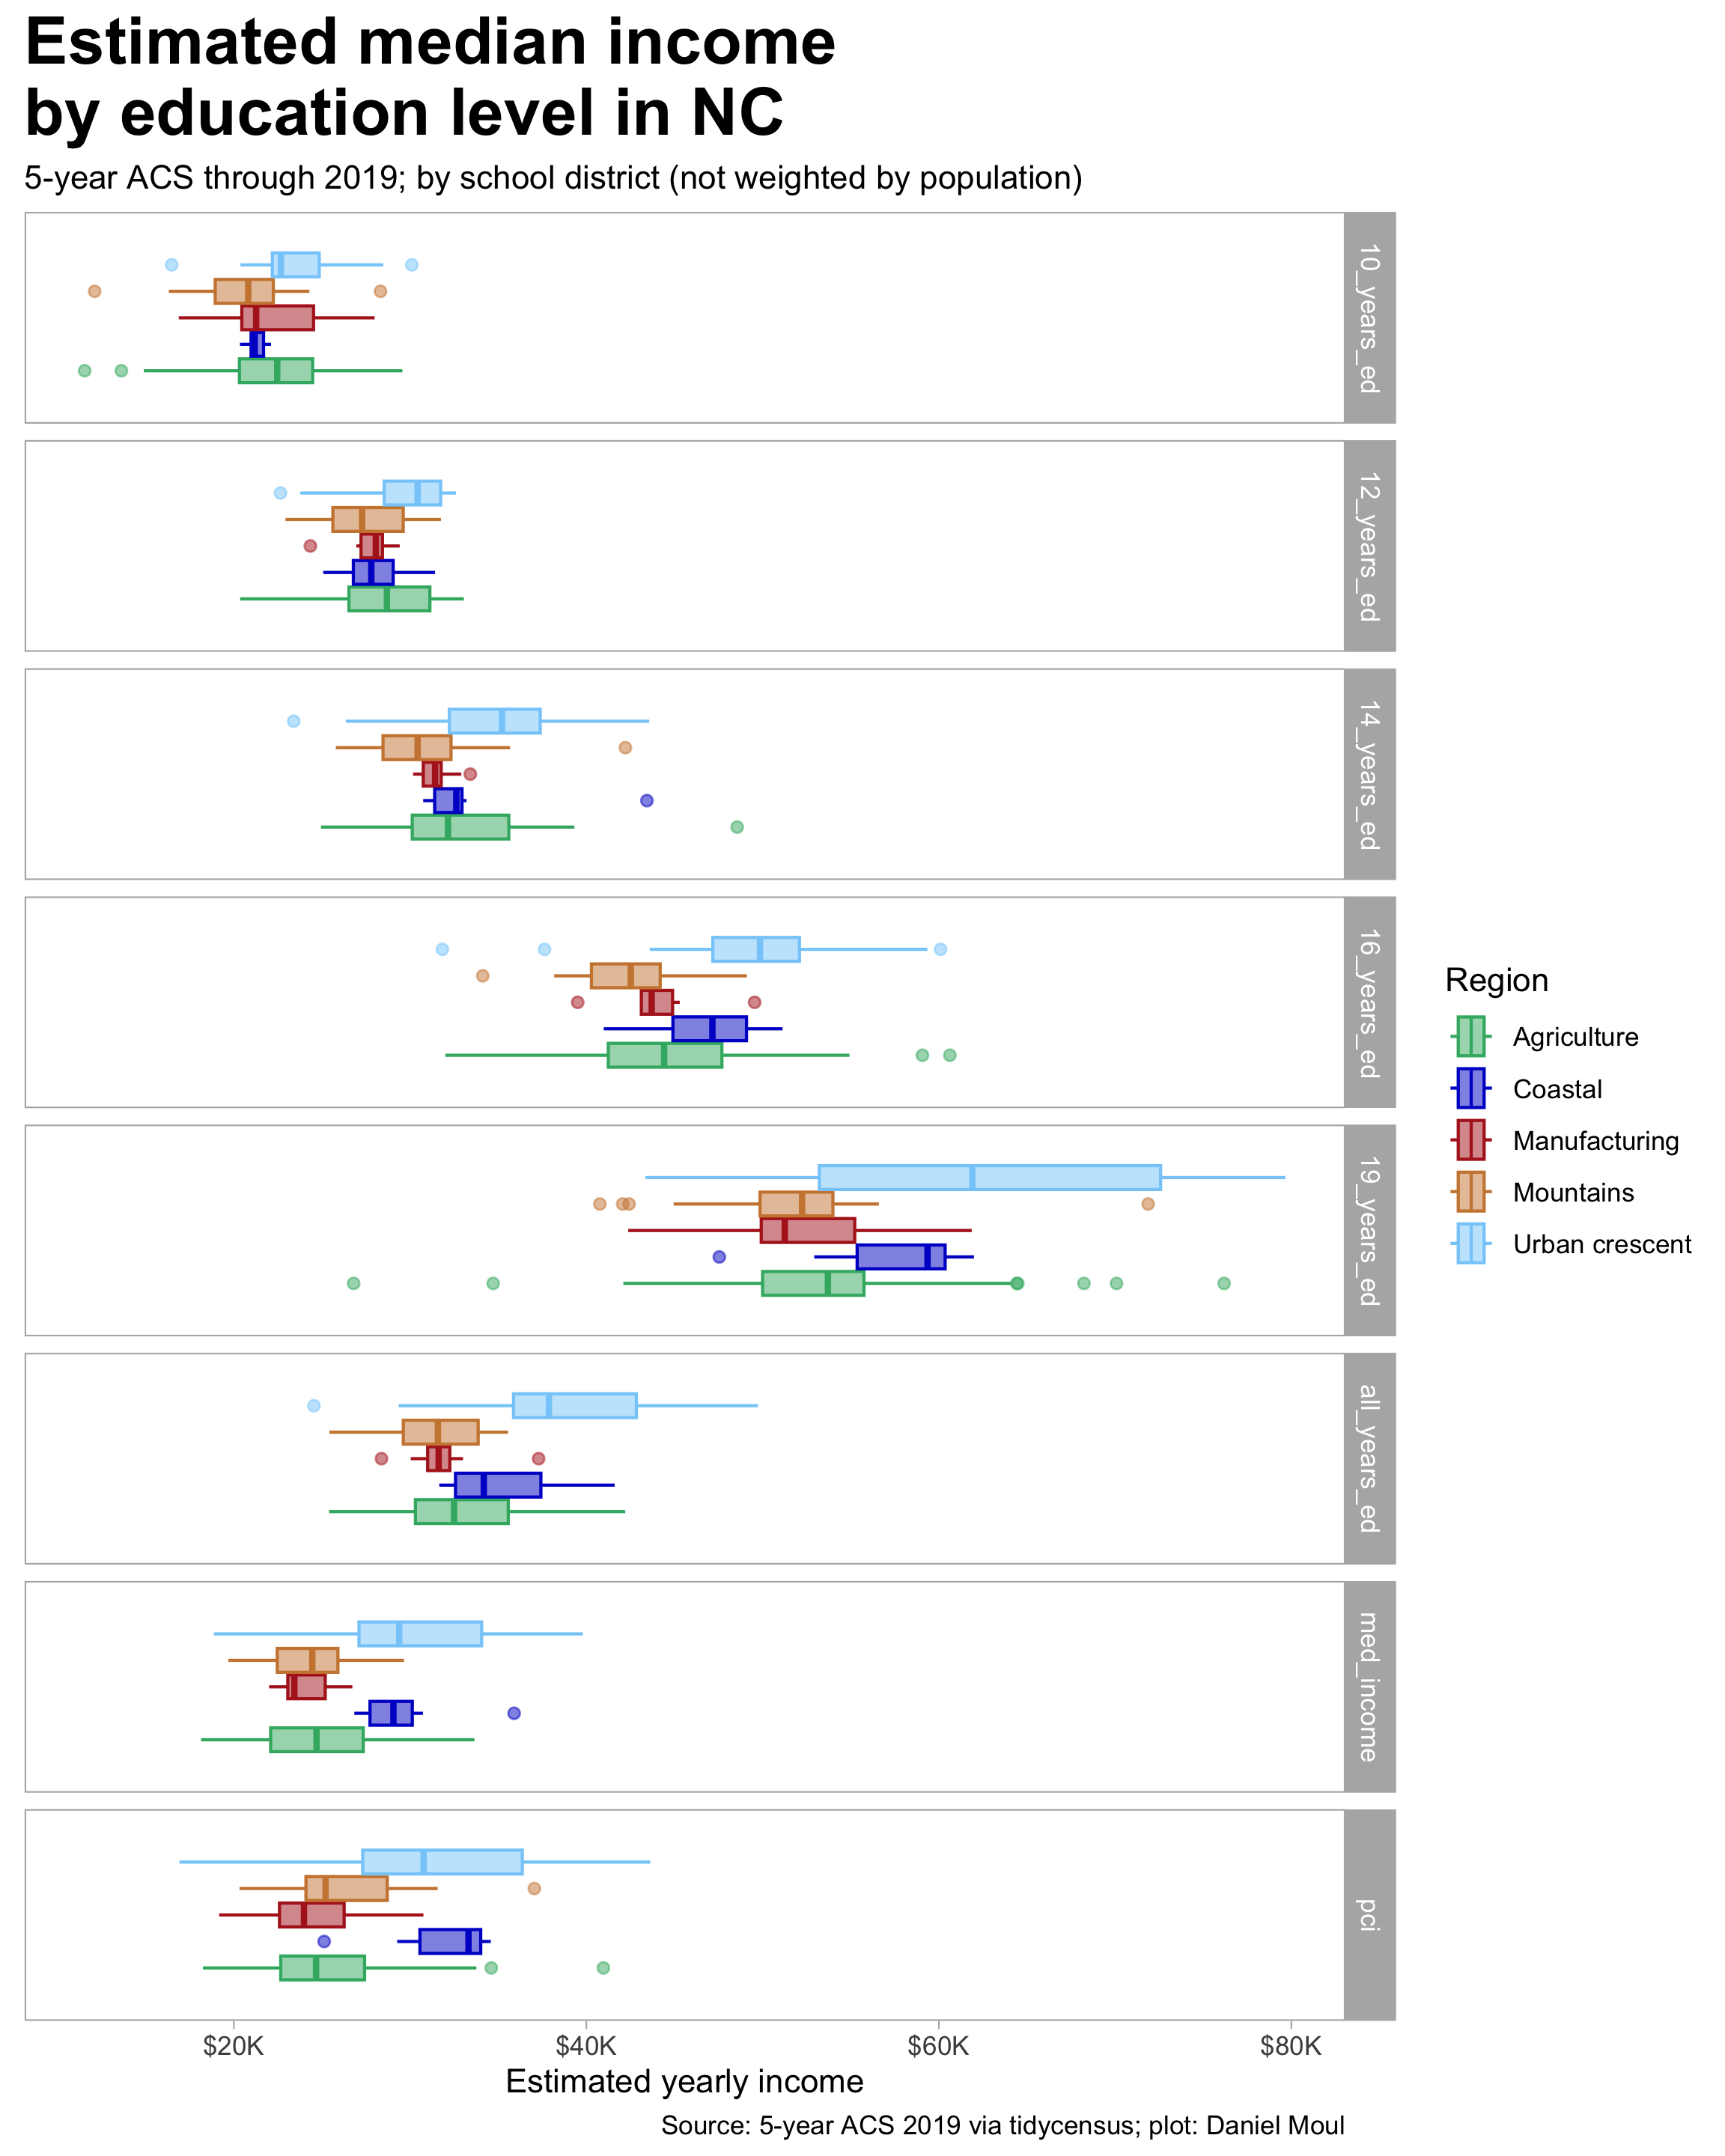 Estimated median income
by education level in NC
5-year ACS through 2019; by school district (not weighted by population)
10_years_ed
12_years_ed
14_years_ed
16_years_ed
19_years_ed
all_years_ed
med_income
pci
Region
Agriculture
Coastal
Manufacturing
Mountains
Urban crescent
$20K $40K $60K $80K
Estimated yearly income
Source: 5-year ACS 2019 via tidycensus; plot: Daniel Moul